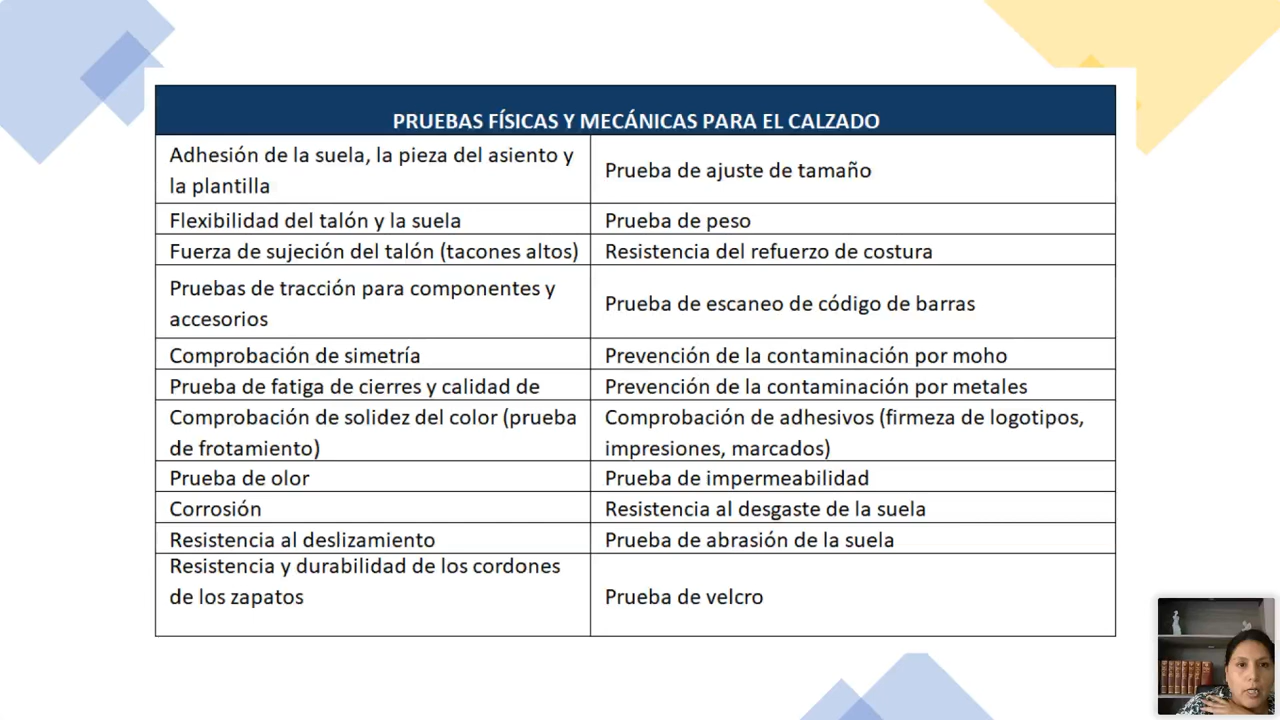 PRUEBAS FÍSICAS Y MECÁNICAS PARA EL CALZADO
Adhesión de la suela, la pieza del asiento y
la plantilla
Prueba de ajuste de tamaño
Flexibilidad del talón y la suela
Prueba de peso
Fuerza de sujeción del talón (tacones altos)
Resistencia del refuerzo de costura
Pruebas de tracción para componentes y
accesorios
Prueba de escaneo de código de barras
Comprobación de simetría
Prevención de la contaminación por moho
Prueba de fatiga de cierres y calidad de
Prevención de la contaminación por metales
Comprobación de solidez del color (prueba
de frotamiento)
Comprobación de adhesivos (firmeza de logotipos,
impresiones, marcados)
Prueba de olor
Prueba de impermeabilidad
Corrosión
Resistencia al desgaste de la suela
Resistencia al deslizamiento
Prueba de abrasión de la suela
Resistencia y durabilidad de los cordones
de los zapatos
Prueba de velcro